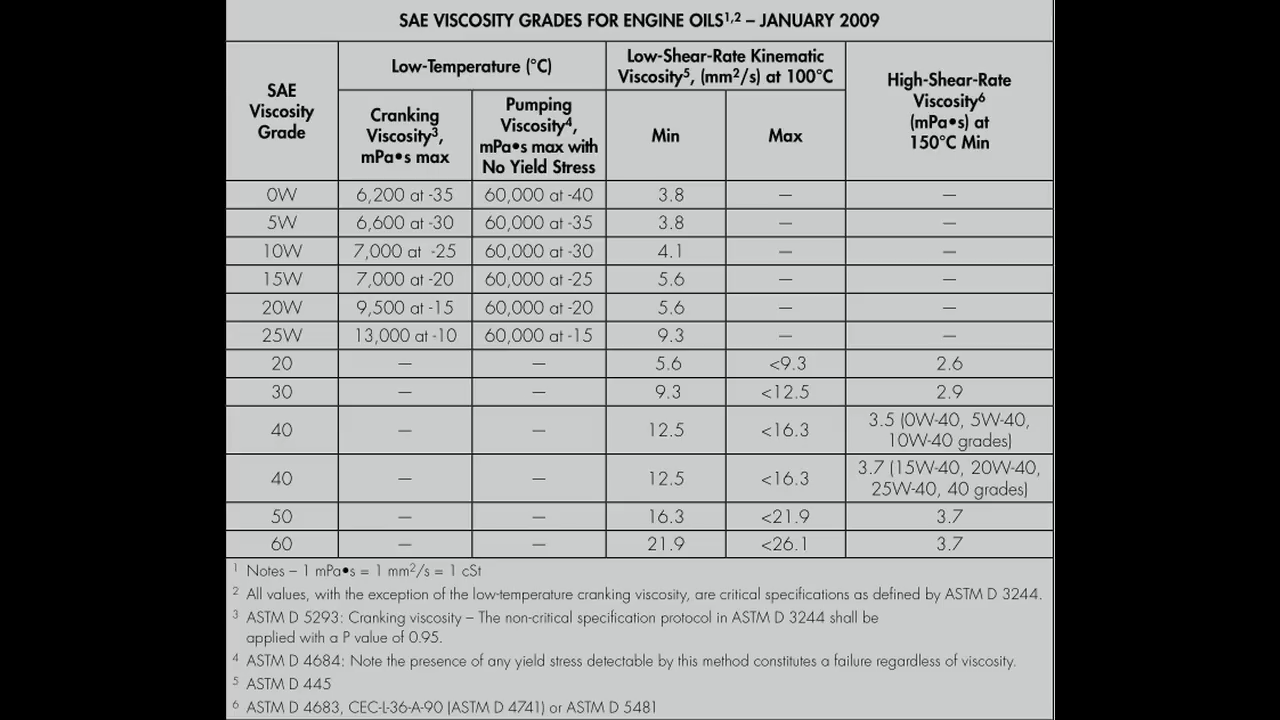 SAE VISCOSITY GRADES FOR ENGINE OILS1,2 – JANUARY 2009
SAE Viscosity Grade
Low-Temperature (°C)
Low-Shear-Rate Kinematic Viscosity5, (mm2/s) at 100°C
High-Shear-Rate Viscosity6 (mPa•s) at 150°C Min
Cranking Viscosity3, mPa•s max
Pumping Viscosity4, mPa•s max with No Yield Stress
Min
Max
0W 6,200 at -35 60,000 at -40 3.8 — —
5W 6,600 at -30 60,000 at -35 3.8 — —
10W 7,000 at -25 60,000 at -30 4.1 — —
15W 7,000 at -20 60,000 at -25 5.6 — —
20W 9,500 at -15 60,000 at -20 5.6 — —
25W 13,000 at -10 60,000 at -15 9.3 — —
20 — — 5.6 <9.3 2.6
30 — — 9.3 <12.5 2.9
40 — — 12.5 <16.3 3.5 (0W-40, 5W-40, 10W-40 grades)
40 — — 12.5 <16.3 3.7 (15W-40, 20W-40, 25W-40, 40 grades)
50 — — 16.3 <21.9 3.7
60 — — 21.9 <26.1 3.7
1 Notes – 1 mPa•s = 1 mm2/s = 1 cSt
2 All values, with the exception of the low-temperature cranking viscosity, are critical specifications as defined by ASTM D 3244.
3 ASTM D 5293: Cranking viscosity – The non-critical specification protocol in ASTM D 3244 shall be
applied with a P value of 0.95.
4 ASTM D 4684: Note the presence of any yield stress detectable by this method constitutes a failure regardless of viscosity.
5 ASTM D 445
6 ASTM D 4683, CEC-L-36-A-90 (ASTM D 4741) or ASTM D 5481